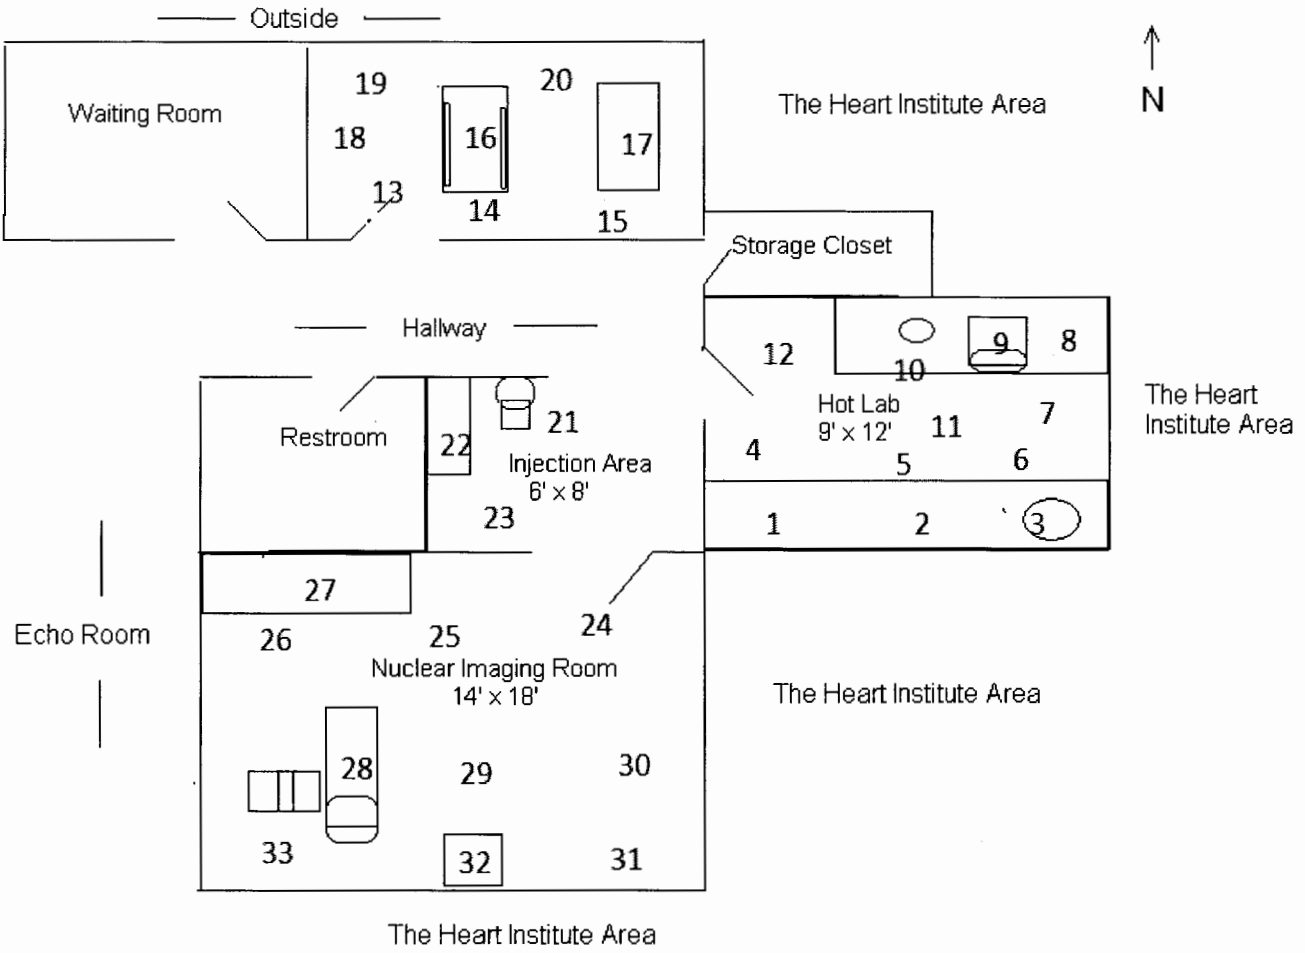 Outside
Waiting Room
19
20
18
16
17
13
14
15
The Heart Institute Area
N
Storage Closet
Hallway
12
10
9
8
Hot Lab
9' x 12'
11
7
4
5
6
1
2
3
The Heart
Institute Area
Restroom
22
21
Injection Area
6' x 8'
23
27
Echo Room
26
25
24
Nuclear Imaging Room
14' x 18'
The Heart Institute Area
28
29
30
33
32
31
The Heart Institute Area